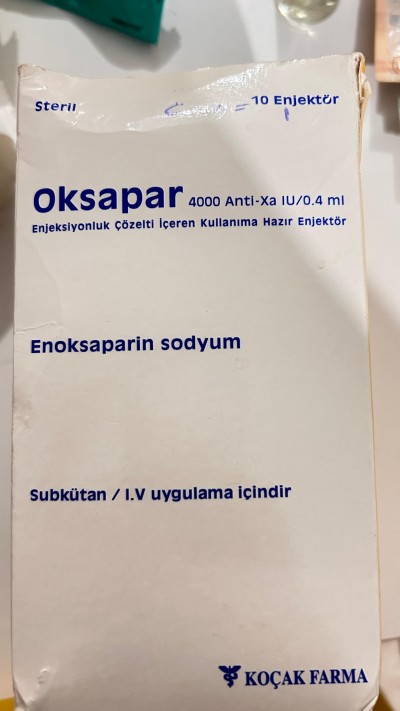 Steril
10 Enjektör
Oksapar 4000 Anti-Xa IU/0.4 ml
Enjeksiyonluk Çözelti İçeren Kullanıma Hazır Enjektör
Enoksaparin sodyum
Subkütan / I.V uygulama içindir
KOÇAK FARMA